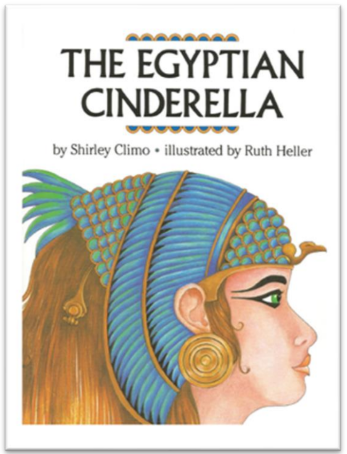 THE EGYPTIAN
CINDERELLA
by Shirley Climo • illustrated by Ruth Heller